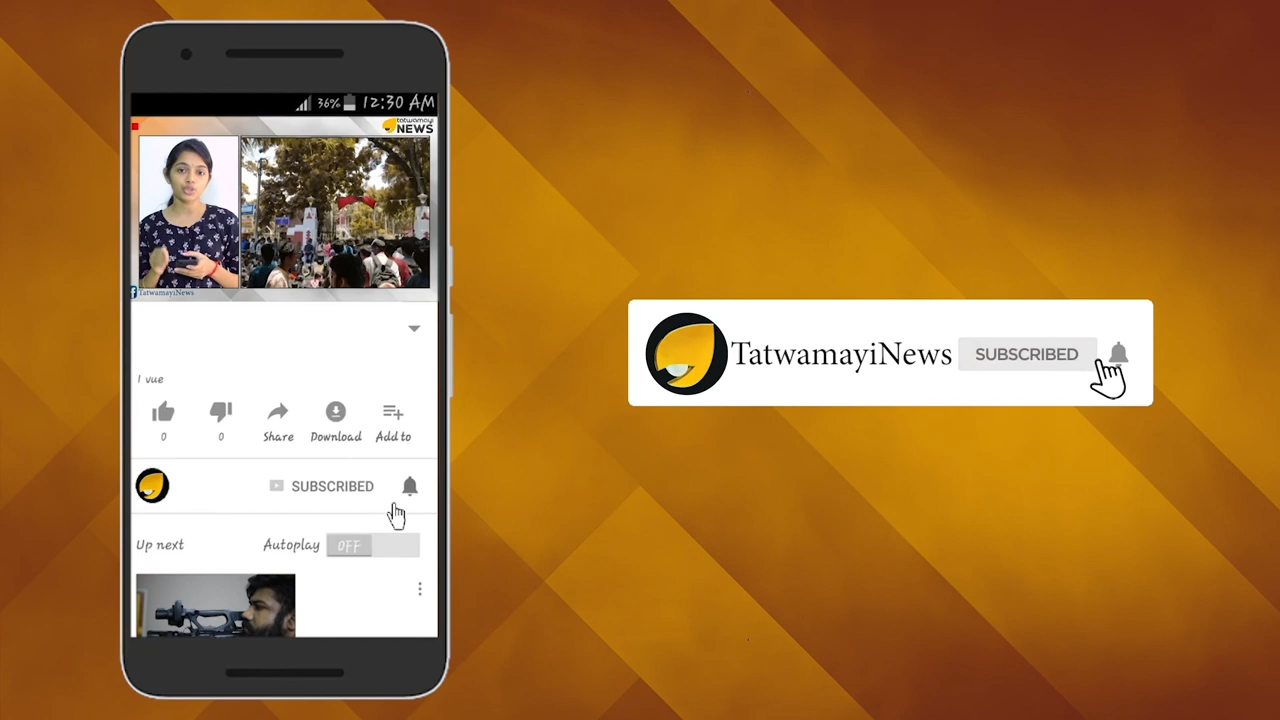 36% 12:30 AM
tatwamayi
NEWS
TatwamayiNews
1 vue
0 0 Share Download Add to
SUBSCRIBED
Up next Autoplay OFF
TatwamayiNews SUBSCRIBED